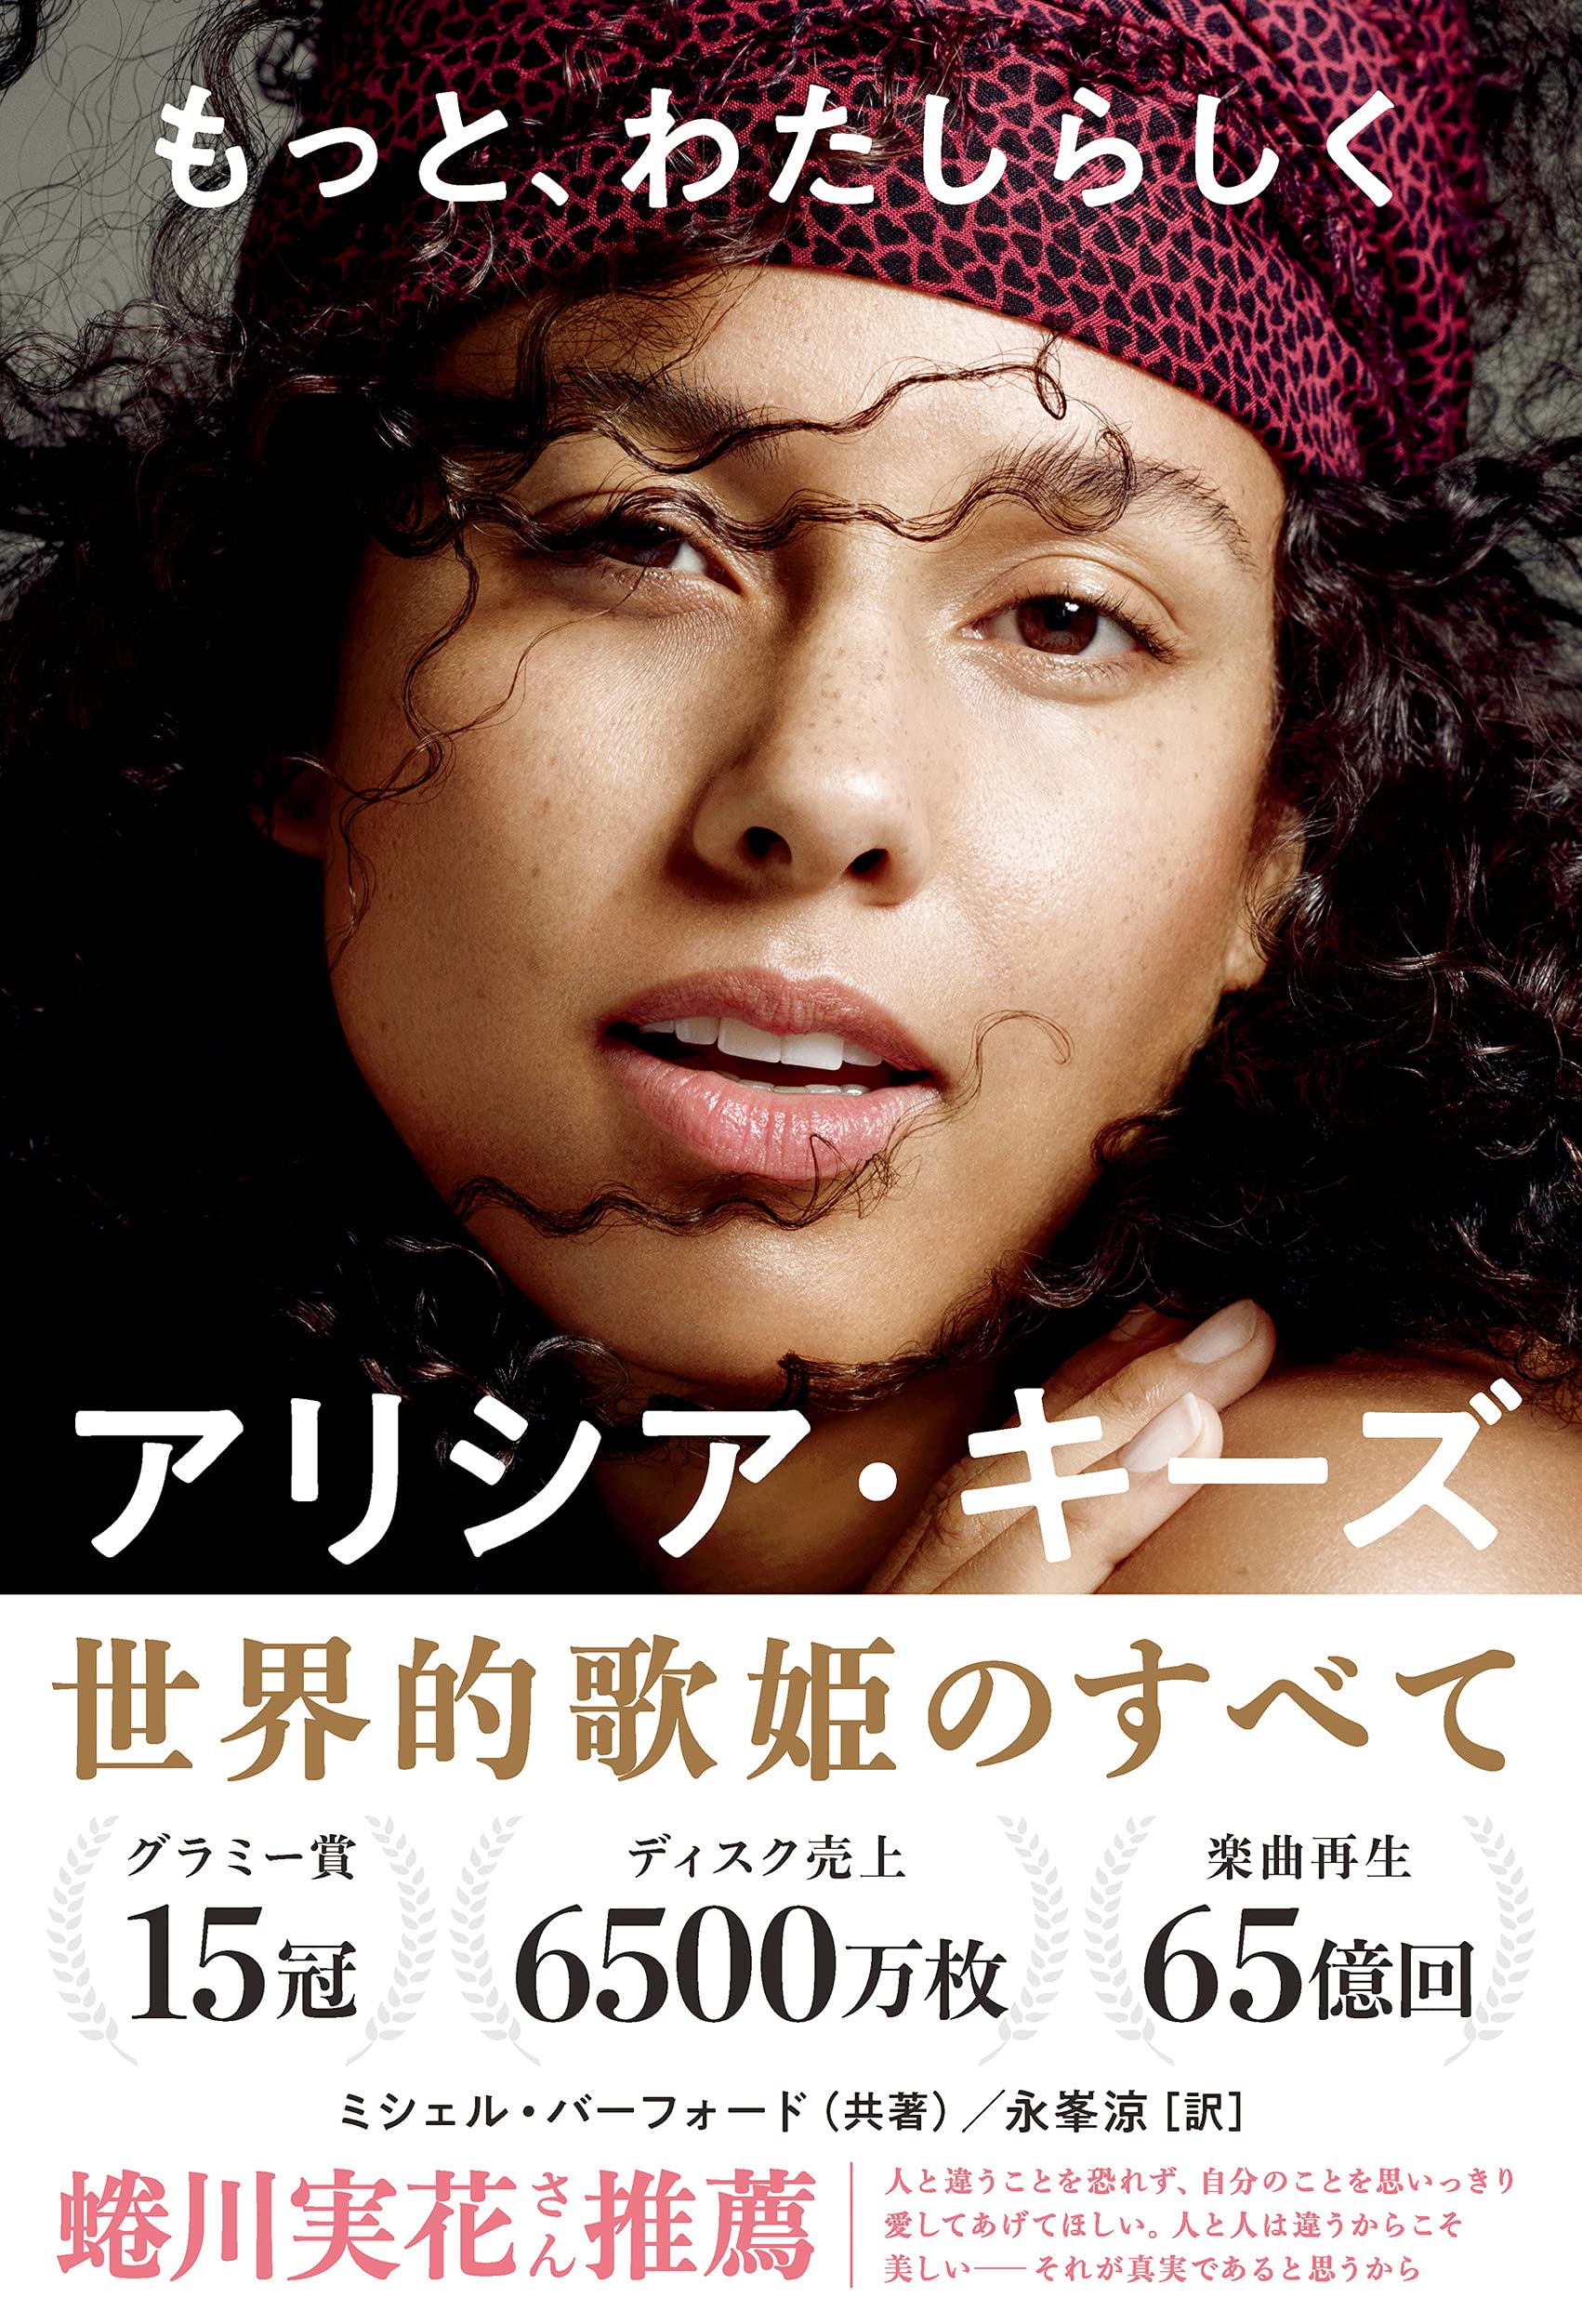 もっと、わたしらしく
アリシア・キーズ
世界的歌姫のすべて
グラミー賞
15冠
ディスク売上
6500万枚
楽曲再生
65億回
ミシェル・バーフォード（共著）／永峯涼［訳］
蜷川実花さん推薦
人と違うことを恐れず、自分のことを思いっきり
愛してあげてほしい。人と人は違うからこそ
美しい——それが真実であると思うから